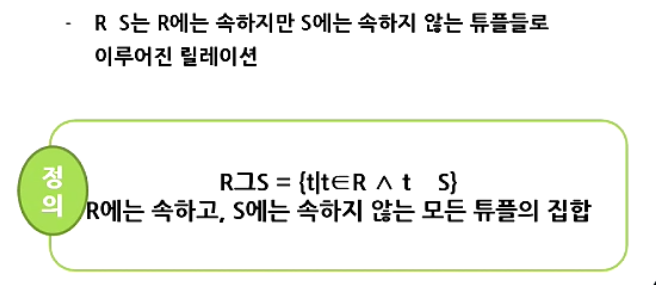 - R S는 R에는 속하지만 S에는 속하지 않는 튜플들로
이루어진 릴레이션
정
의
R그S = {t|t∈R ∧ t S}
R에는 속하고, S에는 속하지 않는 모든 튜플의 집합